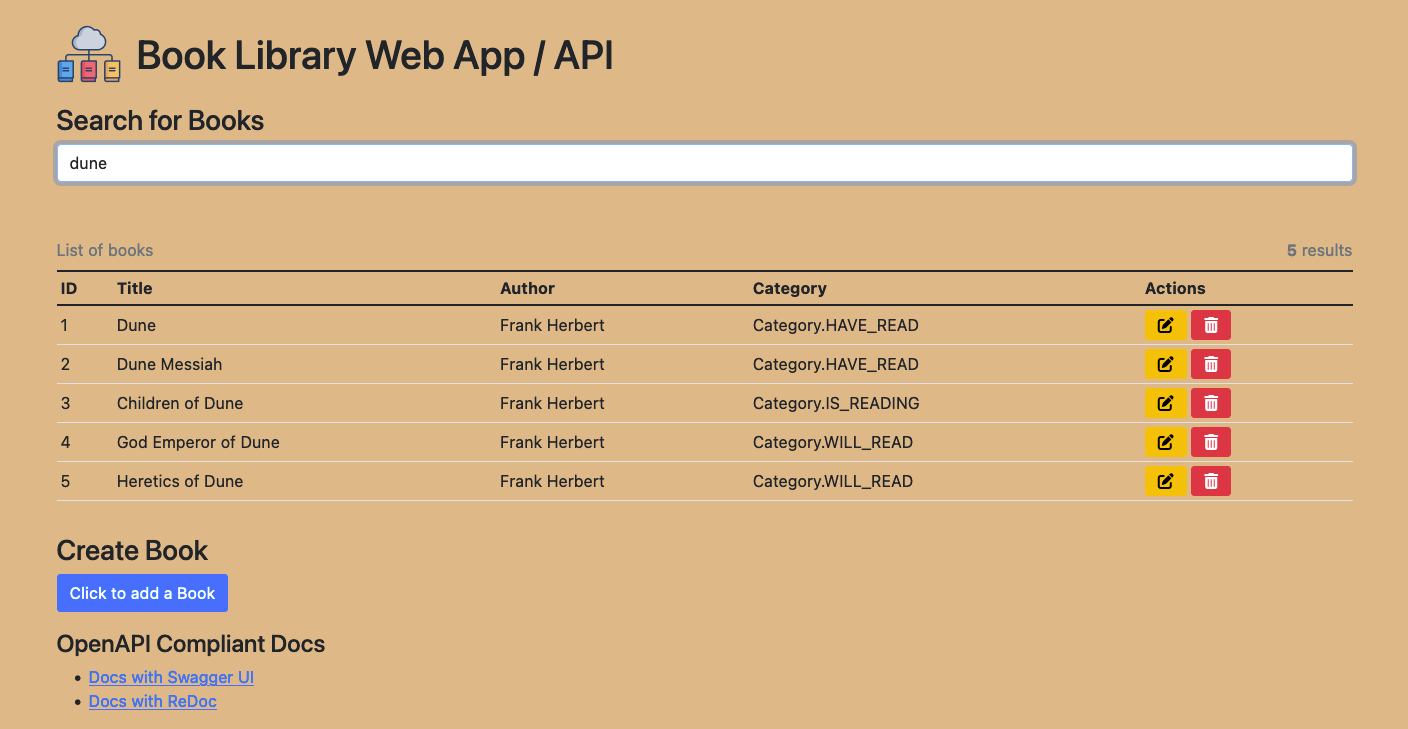 Book Library Web App / API
Search for Books
dune
List of books 5 results
ID Title Author Category Actions
1 Dune Frank Herbert Category.HAVE_READ
2 Dune Messiah Frank Herbert Category.HAVE_READ
3 Children of Dune Frank Herbert Category.IS_READING
4 God Emperor of Dune Frank Herbert Category.WILL_READ
5 Heretics of Dune Frank Herbert Category.WILL_READ
Create Book
Click to add a Book
OpenAPI Compliant Docs
• Docs with Swagger UI
• Docs with ReDoc